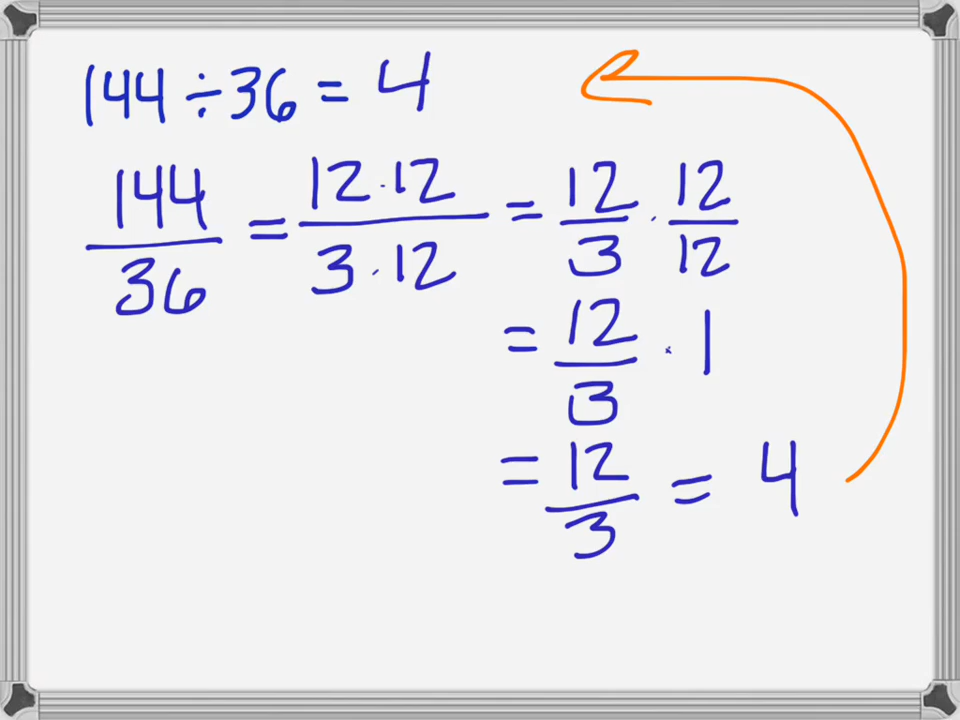 144 ÷ 36 = 4
144/36 = 12 · 12 / 3 · 12 = 12/3 · 12/12
= 12/3 · 1
= 12/3 = 4